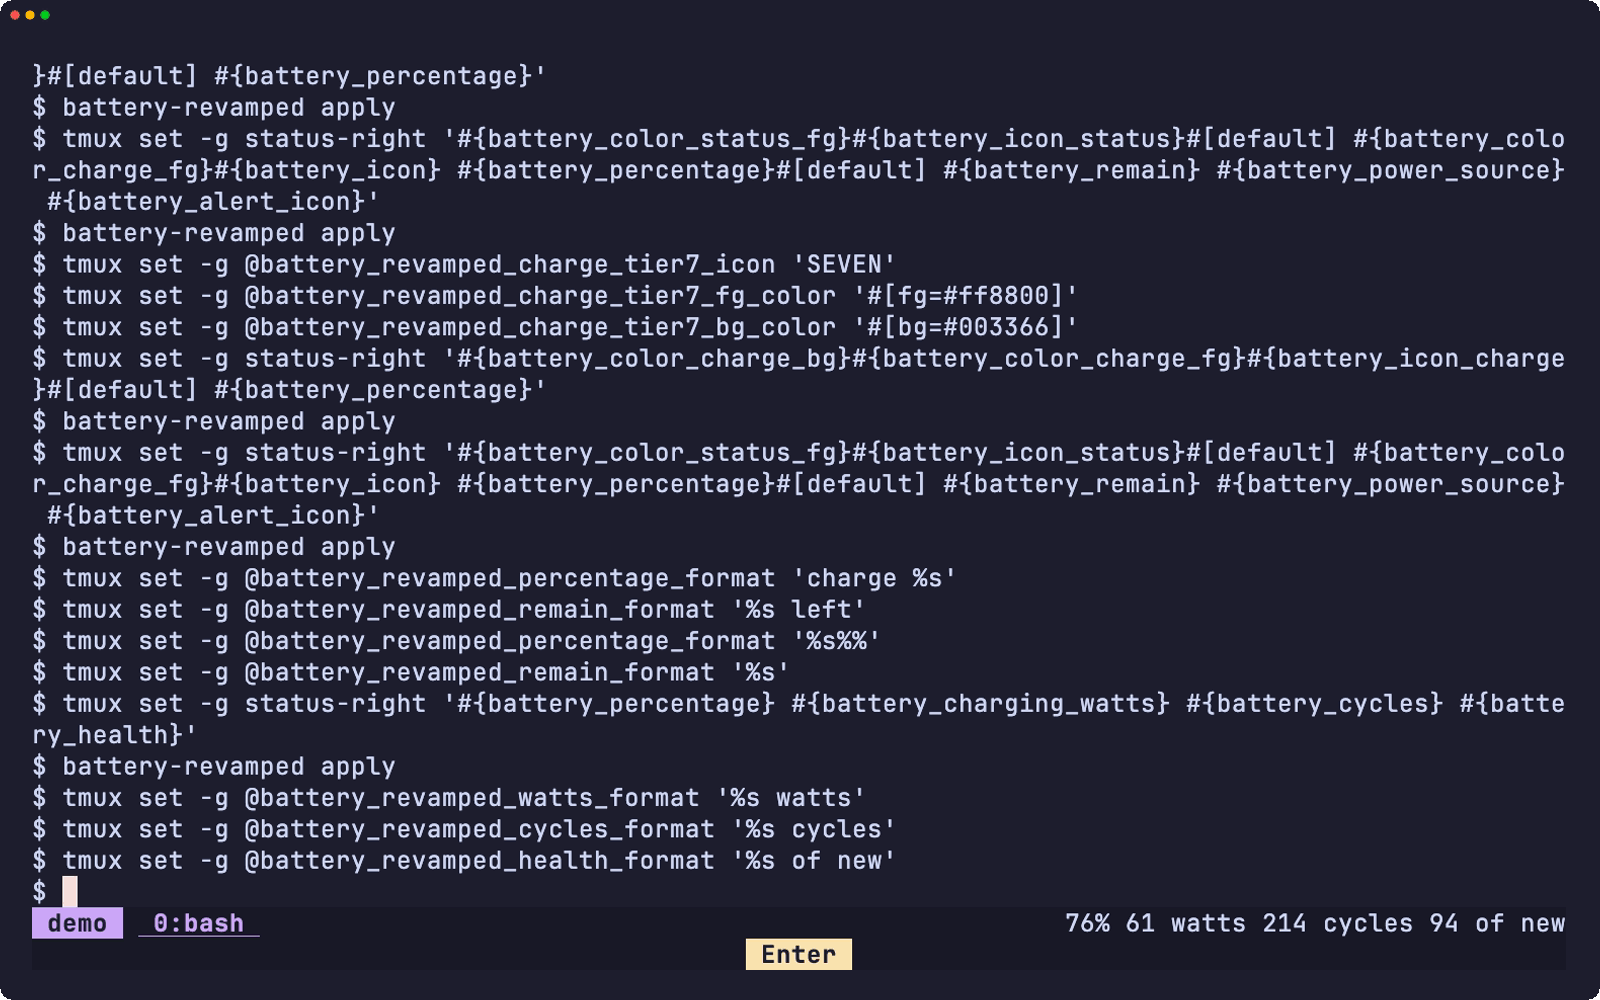 }#[default] #{battery_percentage}'
$ battery-revamped apply
$ tmux set -g status-right '#{battery_color_status_fg}#{battery_icon_status}#[default] #{battery_colo
r_charge_fg}#{battery_icon} #{battery_percentage}#[default] #{battery_remain} #{battery_power_source}
 #{battery_alert_icon}'
$ battery-revamped apply
$ tmux set -g @battery_revamped_charge_tier7_icon 'SEVEN'
$ tmux set -g @battery_revamped_charge_tier7_fg_color '#[fg=#ff8800]'
$ tmux set -g @battery_revamped_charge_tier7_bg_color '#[bg=#003366]'
$ tmux set -g status-right '#{battery_color_charge_bg}#{battery_color_charge_fg}#{battery_icon_charge
}#[default] #{battery_percentage}'
$ battery-revamped apply
$ tmux set -g status-right '#{battery_color_status_fg}#{battery_icon_status}#[default] #{battery_colo
r_charge_fg}#{battery_icon} #{battery_percentage}#[default] #{battery_remain} #{battery_power_source}
 #{battery_alert_icon}'
$ battery-revamped apply
$ tmux set -g @battery_revamped_percentage_format 'charge %s'
$ tmux set -g @battery_revamped_remain_format '%s left'
$ tmux set -g @battery_revamped_percentage_format '%s%%'
$ tmux set -g @battery_revamped_remain_format '%s'
$ tmux set -g status-right '#{battery_percentage} #{battery_charging_watts} #{battery_cycles} #{batte
ry_health}'
$ battery-revamped apply
$ tmux set -g @battery_revamped_watts_format '%s watts'
$ tmux set -g @battery_revamped_cycles_format '%s cycles'
$ tmux set -g @battery_revamped_health_format '%s of new'
$
demo 0:bash 76% 61 watts 214 cycles 94 of new
Enter